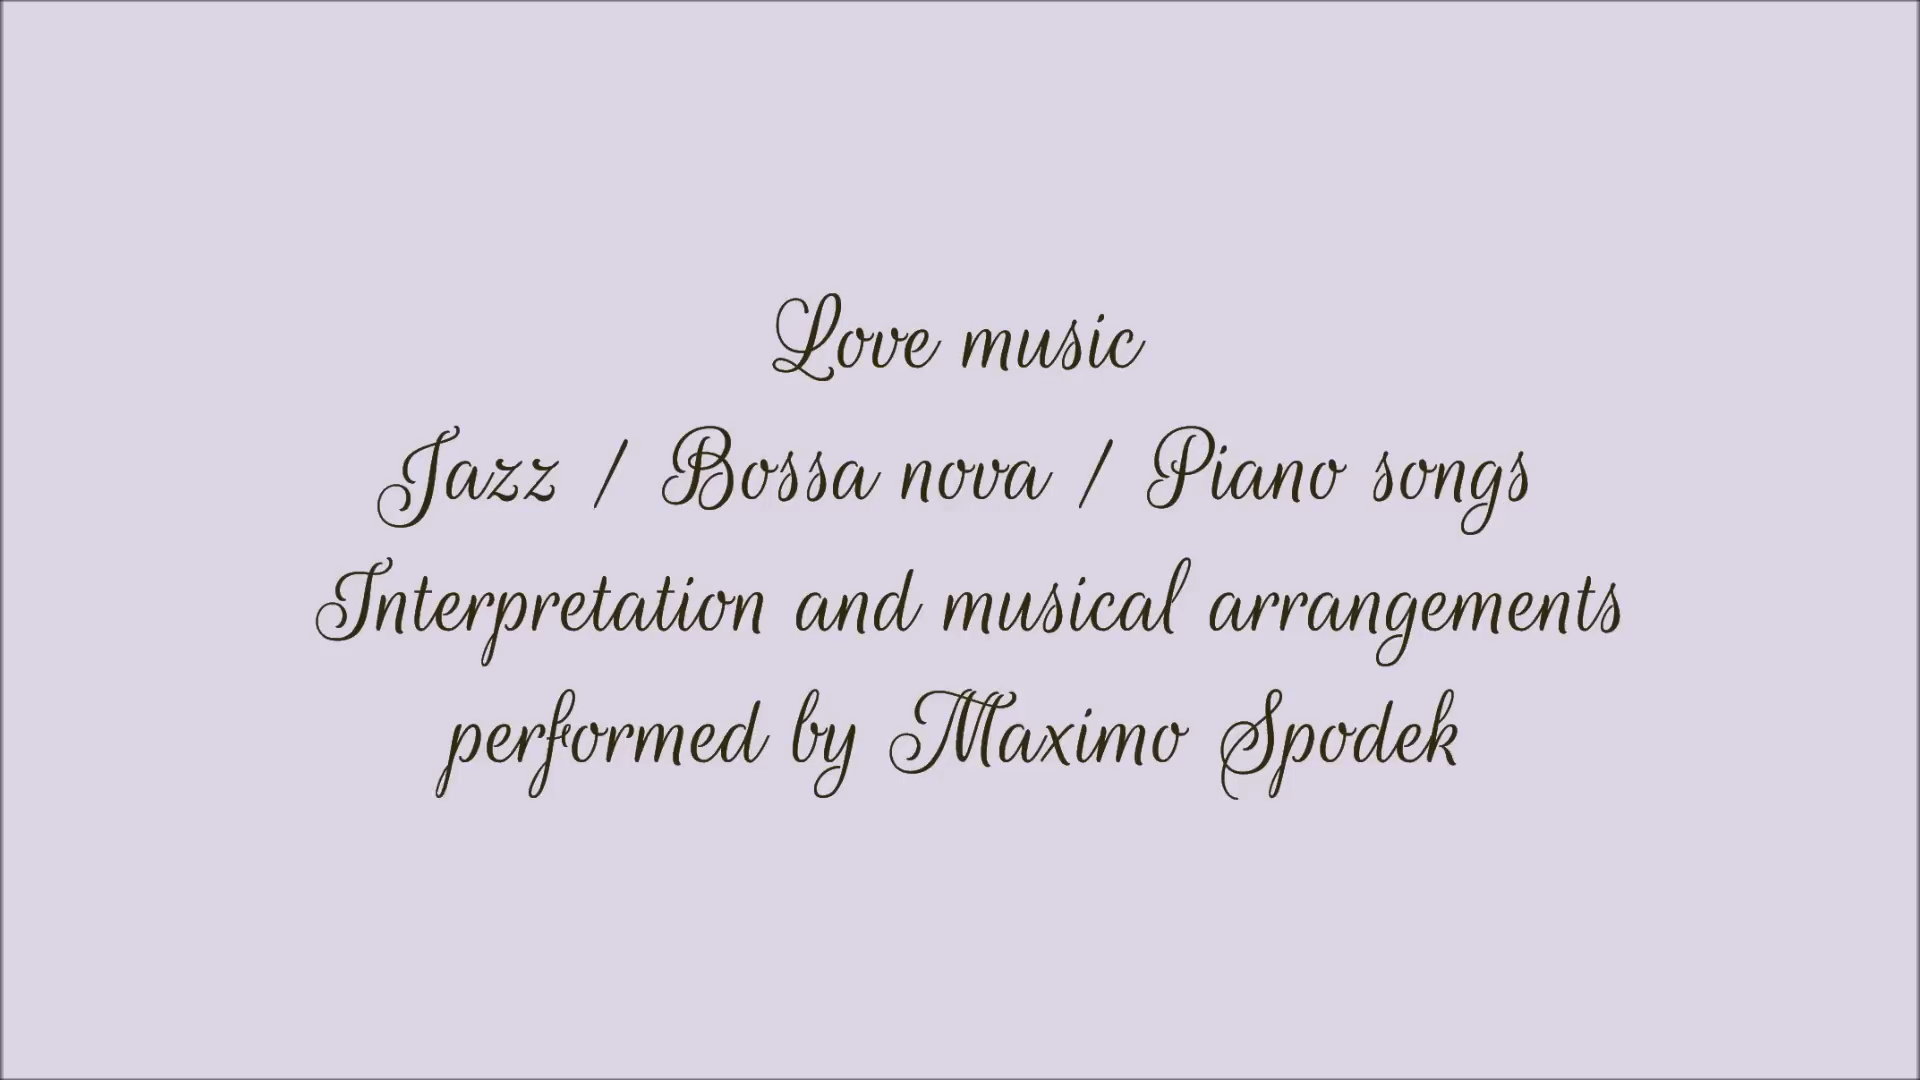 Love music
Jazz / Bossa nova / Piano songs
Interpretation and musical arrangements
performed by Maximo Spodek